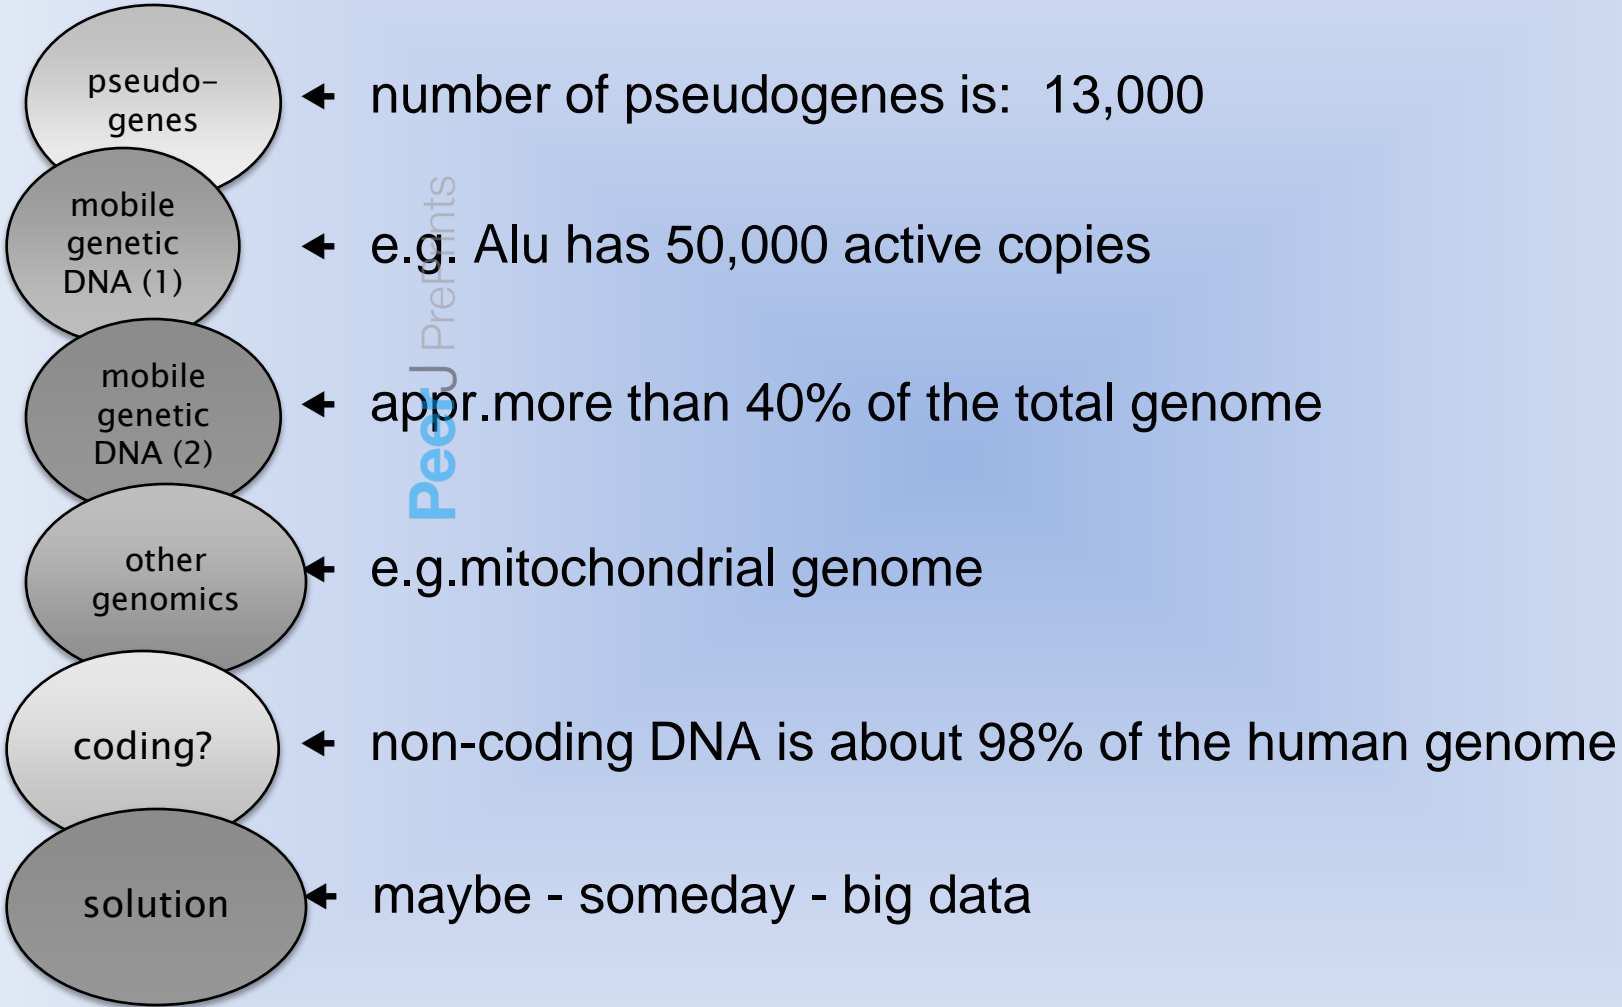 pseudo-
genes
number of pseudogenes is: 13,000
mobile
genetic
DNA (1)
e.g. Alu has 50,000 active copies
mobile
genetic
DNA (2)
appr.more than 40% of the total genome
other
genomics
e.g.mitochondrial genome
coding?
non-coding DNA is about 98% of the human genome
solution
maybe - someday - big data
PeerJ PrePrints